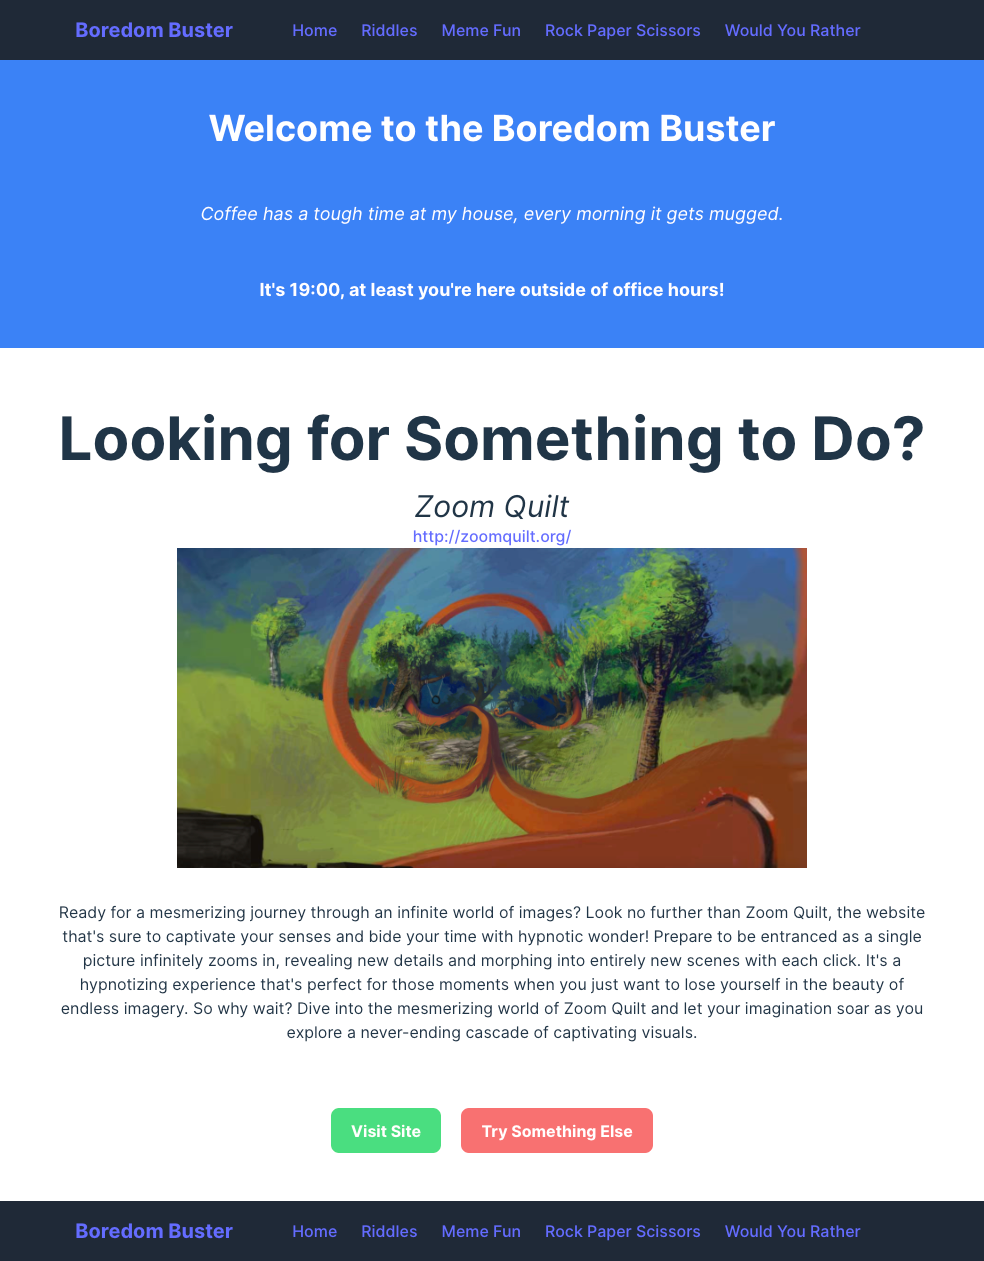 Boredom Buster Home Riddles Meme Fun Rock Paper Scissors Would You Rather
Welcome to the Boredom Buster
Coffee has a tough time at my house, every morning it gets mugged.
It's 19:00, at least you're here outside of office hours!
Looking for Something to Do?
Zoom Quilt
http://zoomquilt.org/
Ready for a mesmerizing journey through an infinite world of images? Look no further than Zoom Quilt, the website
that's sure to captivate your senses and bide your time with hypnotic wonder! Prepare to be entranced as a single
picture infinitely zooms in, revealing new details and morphing into entirely new scenes with each click. It's a
hypnotizing experience that's perfect for those moments when you just want to lose yourself in the beauty of
endless imagery. So why wait? Dive into the mesmerizing world of Zoom Quilt and let your imagination soar as you
explore a never-ending cascade of captivating visuals.
Visit Site Try Something Else
Boredom Buster Home Riddles Meme Fun Rock Paper Scissors Would You Rather